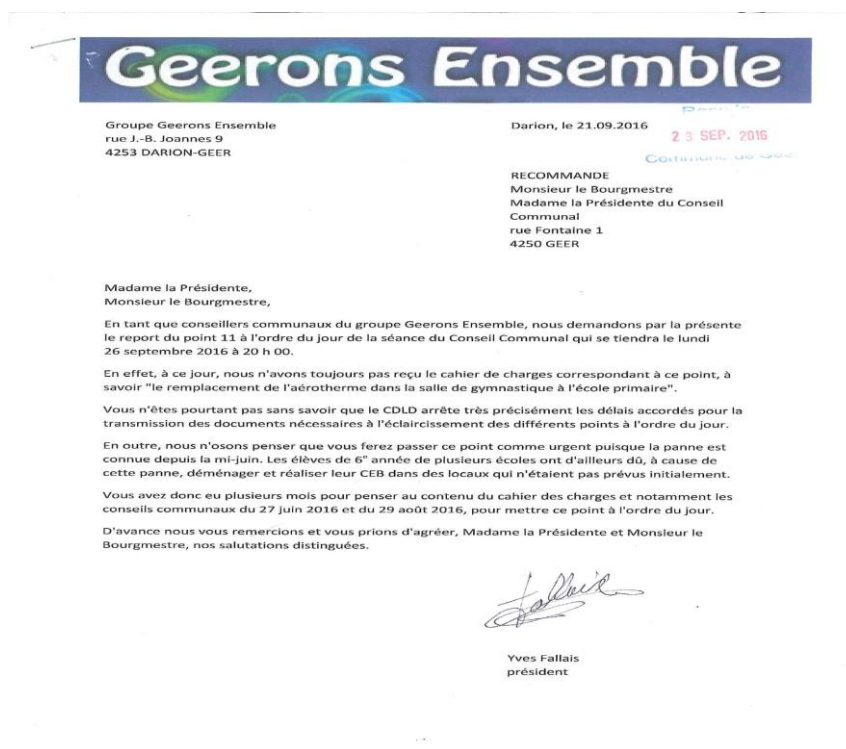 Geerons Ensemble
Groupe Geerons Ensemble
rue J.-B. Joannes 9
4253 DARION-GEER
Darion, le 21.09.2016
23 SEP. 2016
Commune de
RECOMMANDE
Monsieur le Bourgmestre
Madame la Présidente du Conseil
Communal
rue Fontaine 1
4250 GEER
Madame la Présidente,
Monsieur le Bourgmestre,
En tant que conseillers communaux du groupe Geerons Ensemble, nous demandons par la présente
le report du point 11 à l'ordre du jour de la séance du Conseil Communal qui se tiendra le lundi
26 septembre 2016 à 20 h 00.
En effet, à ce jour, nous n'avons toujours pas reçu le cahier de charges correspondant à ce point, à
savoir "le remplacement de l'aérotherme dans la salle de gymnastique à l'école primaire".
Vous n'êtes pourtant pas sans savoir que le CDLD arrête très précisément les délais accordés pour la
transmission des documents nécessaires à l'éclaircissement des différents points à l'ordre du jour.
En outre, nous n'osons penser que vous ferez passer ce point comme urgent puisque la panne est
connue depuis la mi-juin. Les élèves de 6° année de plusieurs écoles ont d'ailleurs dû, à cause de
cette panne, déménager et réaliser leur CEB dans des locaux qui n'étaient pas prévus initialement.
Vous avez donc eu plusieurs mois pour penser au contenu du cahier des charges et notamment les
conseils communaux du 27 juin 2016 et du 29 août 2016, pour mettre ce point à l'ordre du jour.
D'avance nous vous remercions et vous prions d'agréer, Madame la Présidente et Monsieur le
Bourgmestre, nos salutations distinguées.
Yves Fallais
président